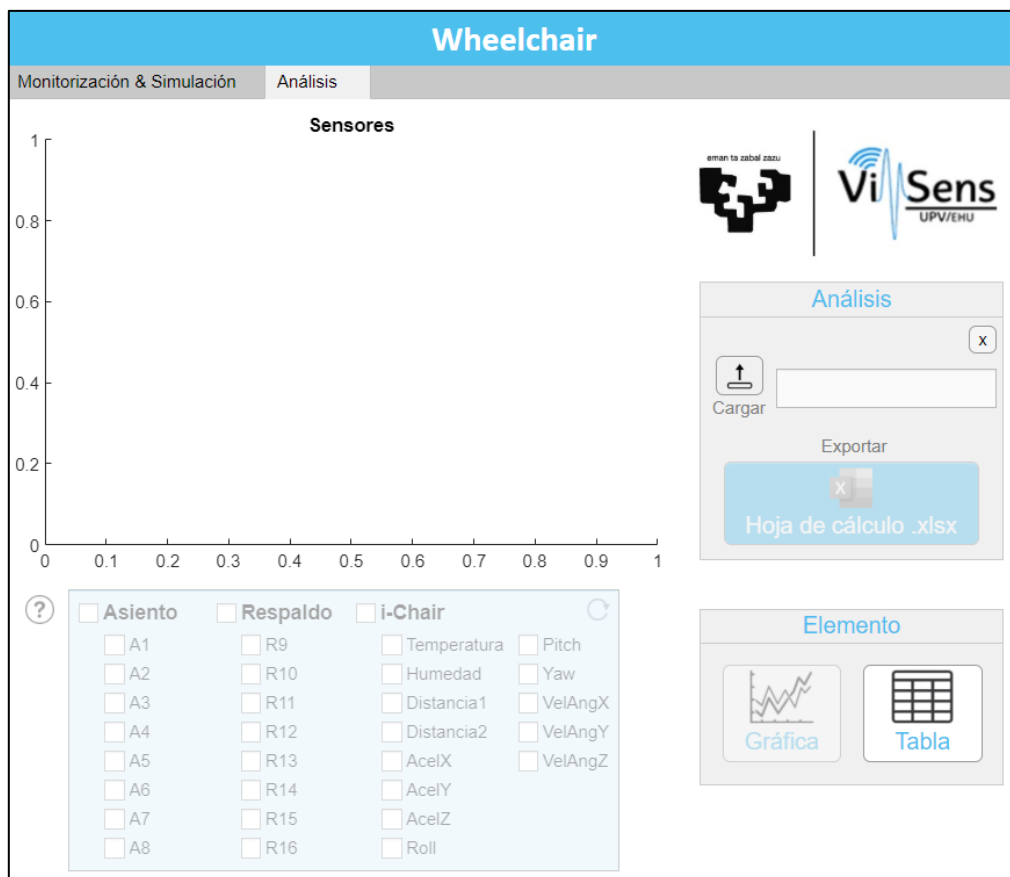 Wheelchair
Monitorización & Simulación Análisis
Sensores
1
0.8
0.6
0.4
0.2
0
0 0.1 0.2 0.3 0.4 0.5 0.6 0.7 0.8 0.9 1
eman ta zabal zazu
ViSens
UPV/EHU
Análisis
x
Cargar
Exportar
X
Hoja de cálculo .xlsx
? Asiento Respaldo i-Chair
A1 R9 Temperatura Pitch
A2 R10 Humedad Yaw
A3 R11 Distancia1 VelAngX
A4 R12 Distancia2 VelAngY
A5 R13 AcelX VelAngZ
A6 R14 AcelY
A7 R15 AcelZ
A8 R16 Roll
Elemento
Gráfica Tabla